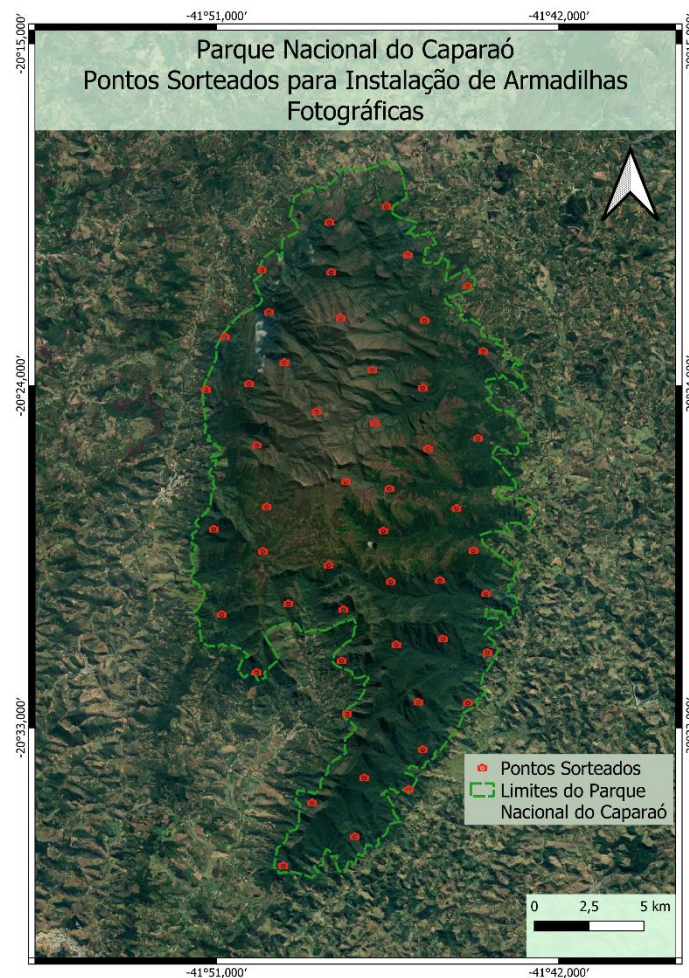 -41°51,000′ -41°42,000′
-20°15,000′
Parque Nacional do Caparaó
Pontos Sorteados para Instalação de Armadilhas
Fotográficas
-20°24,000′
-20°33,000′
Pontos Sorteados
Limites do Parque
Nacional do Caparaó
0 2,5 5 km
-41°51,000′ -41°42,000′